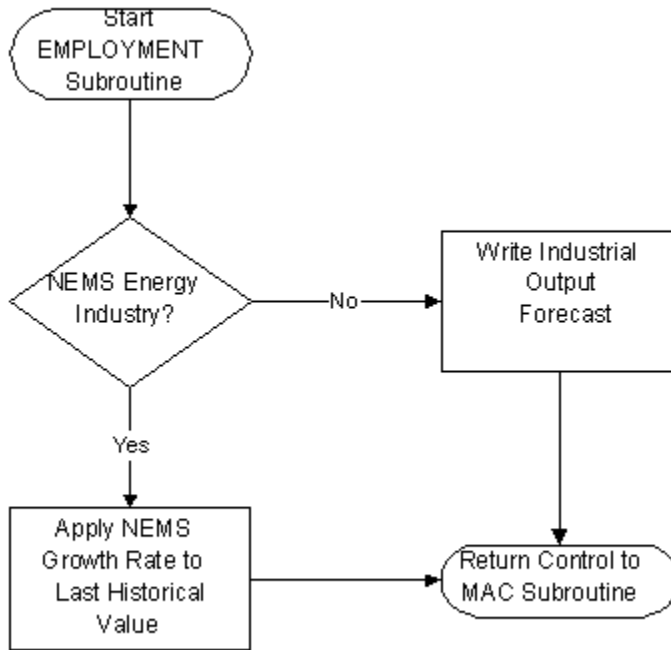 Start
EMPLOYMENT
Subroutine
NEMS Energy
Industry?
No
Write Industrial
Output
Forecast
Yes
Apply NEMS
Growth Rate to
Last Historical
Value
Return Control to
MAC Subroutine